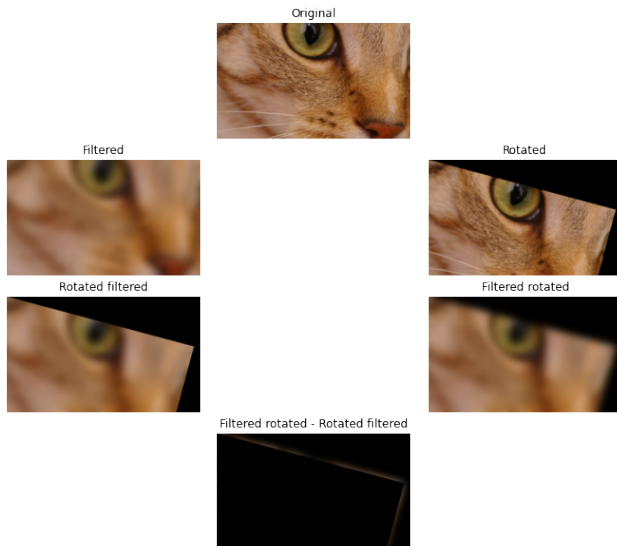 Original
Filtered
Rotated
Rotated filtered
Filtered rotated
Filtered rotated - Rotated filtered